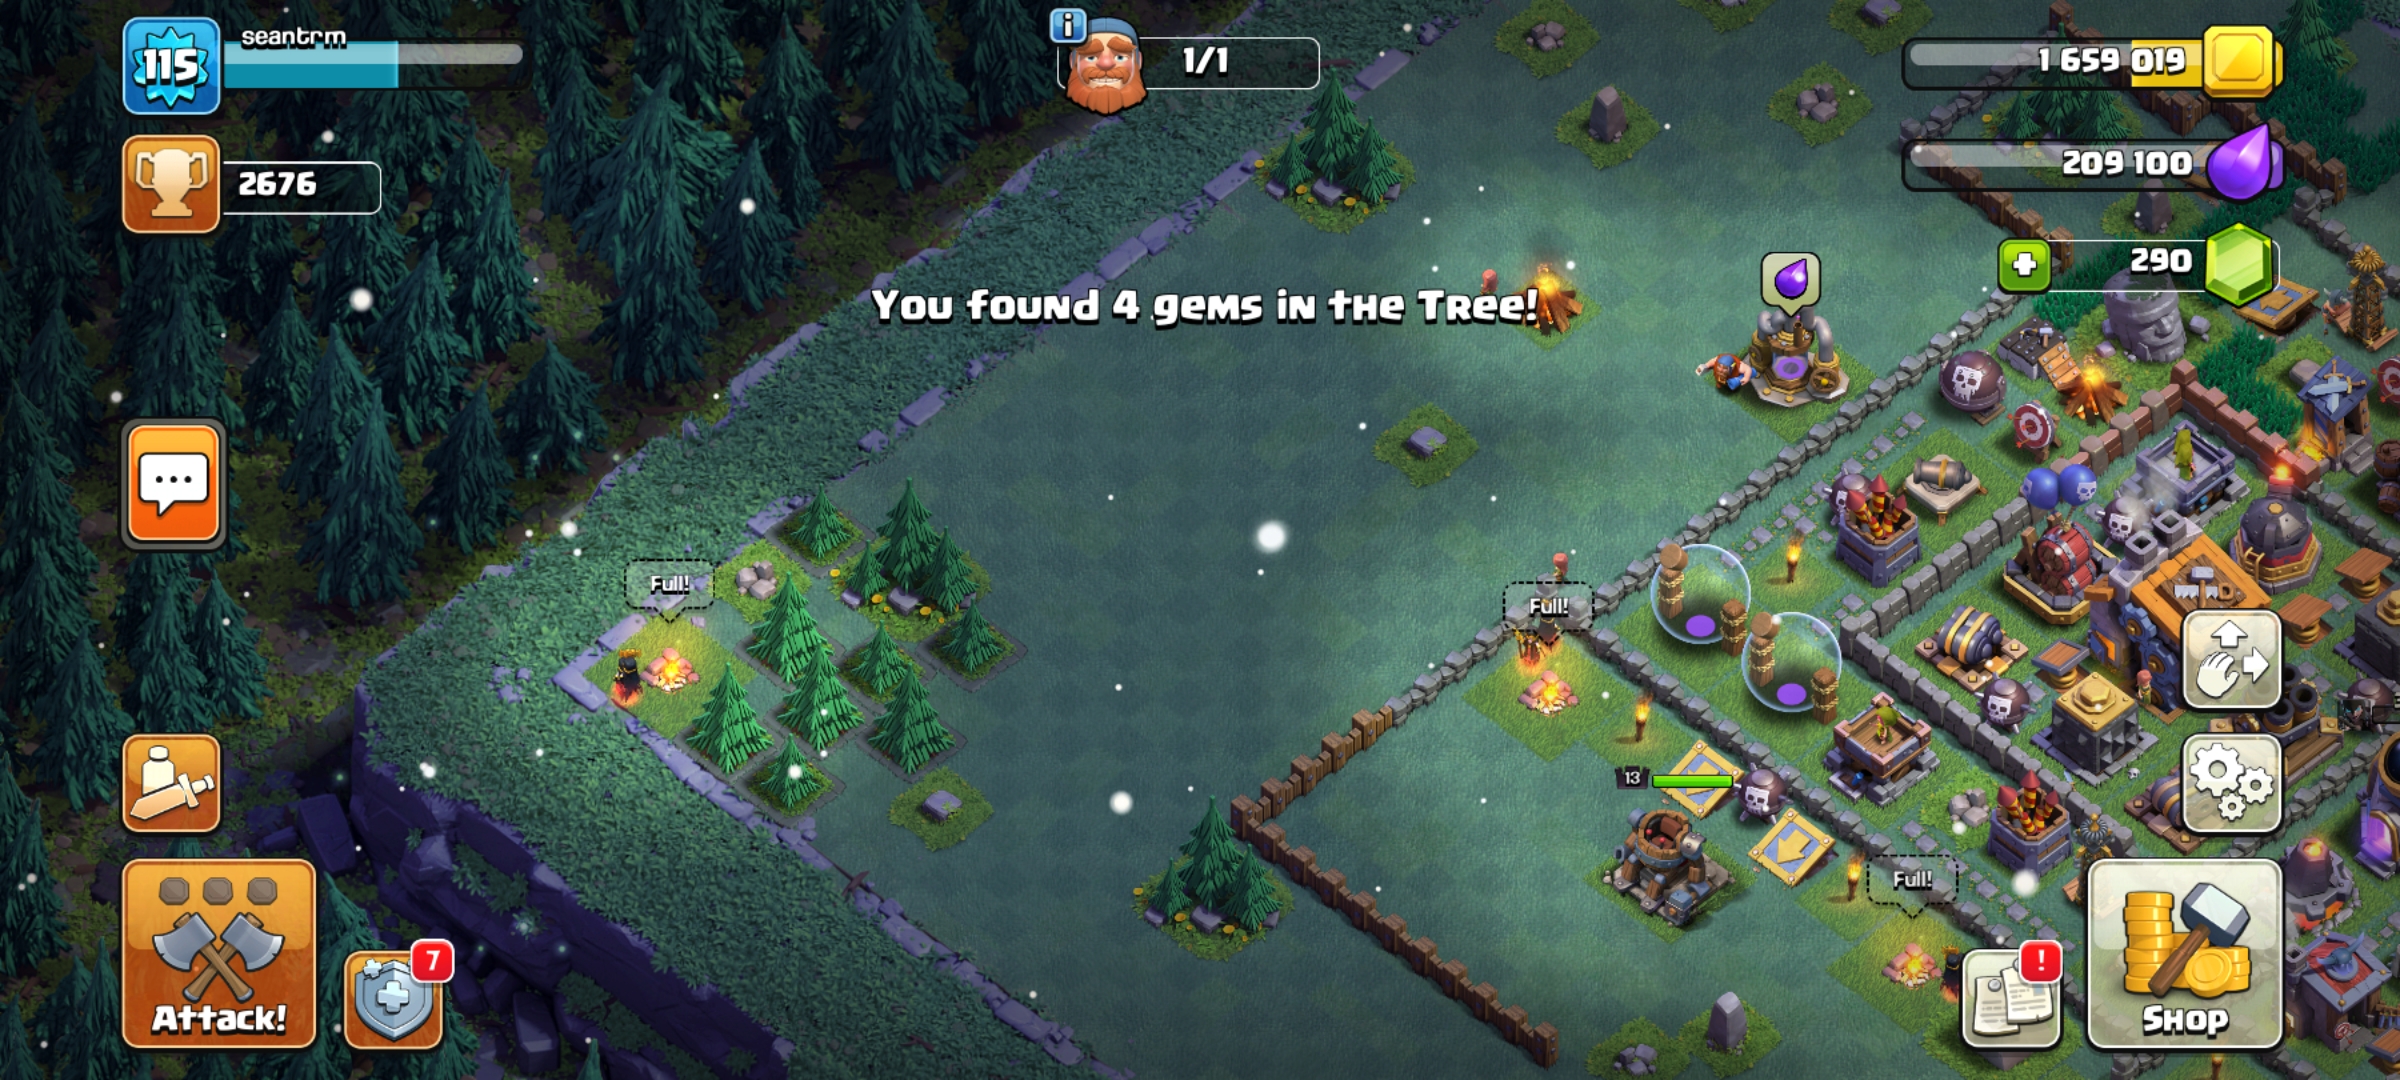 115
seantrm
1/1
1 659 019
2676
209 100
290
You found 4 gems in the Tree!
Full!
Full!
13
Full!
7
!
Attack!
Shop